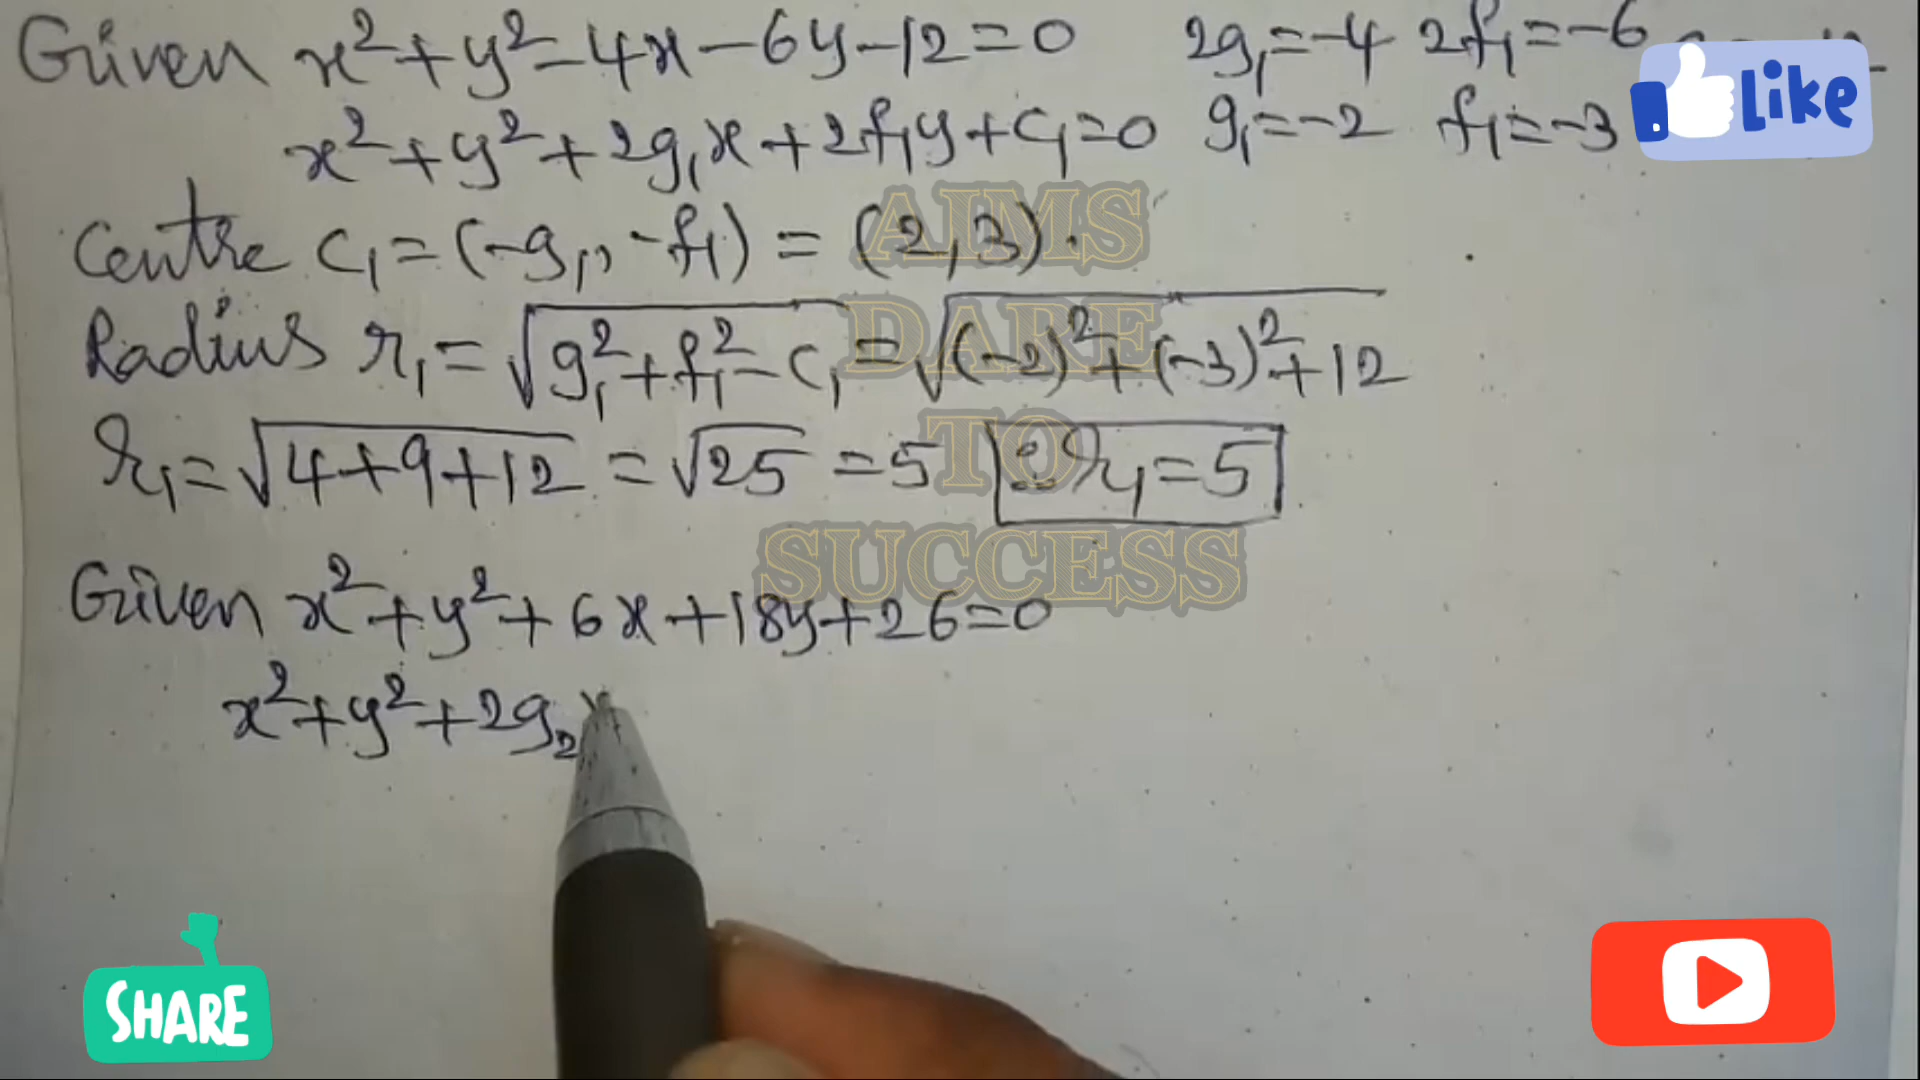 Given x²+y²-4x-6y-12=0 2g₁=-4 2f₁=-6
x²+y²+2g₁x+2f₁y+c₁=0 g₁=-2 f₁=-3
Like
Centre C₁=(-g₁, -f₁) = (2,3).
Radius r₁=√g₁²+f₁²-c₁=√(-2)²+(-3)²+12
r₁=√4+9+12=√25=5 ∴r₁=5
AIMS
DARE
TO
SUCCESS
Given x²+y²+6x+18y+26=0
x²+y²+2g₂
SHARE